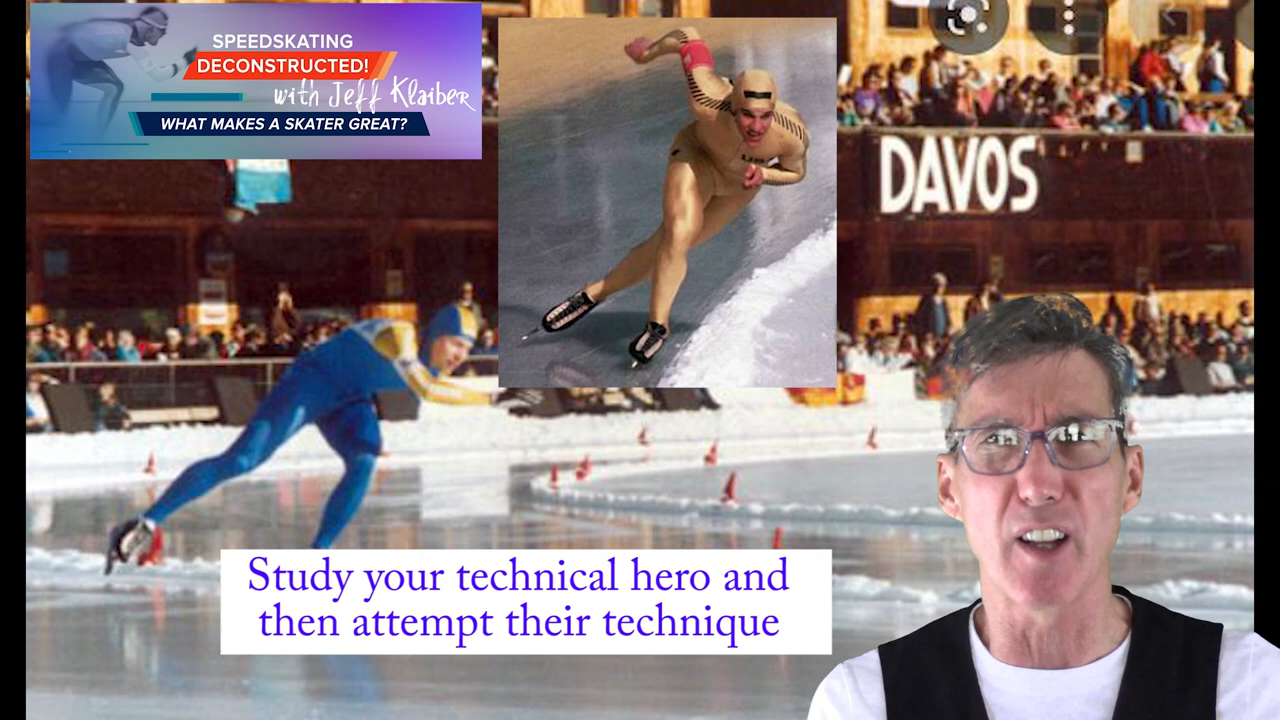 SPEEDSKATING
DECONSTRUCTED!
with Jeff Klaiber
WHAT MAKES A SKATER GREAT?
DAVOS
Study your technical hero and
then attempt their technique